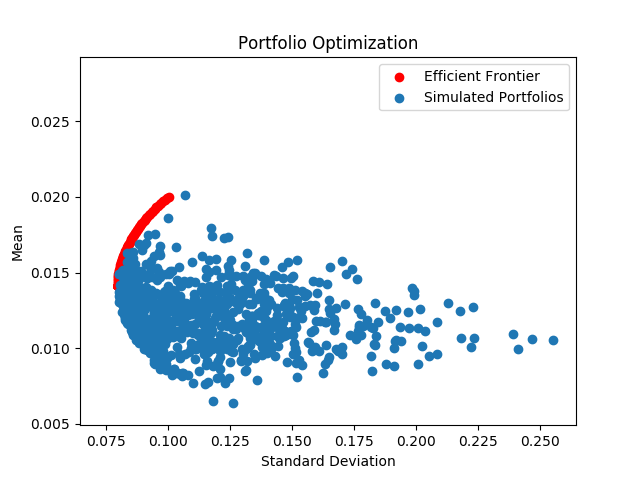 Portfolio Optimization
Efficient Frontier
Simulated Portfolios
0.025
0.020
0.015
0.010
0.005
Mean
0.075 0.100 0.125 0.150 0.175 0.200 0.225 0.250
Standard Deviation